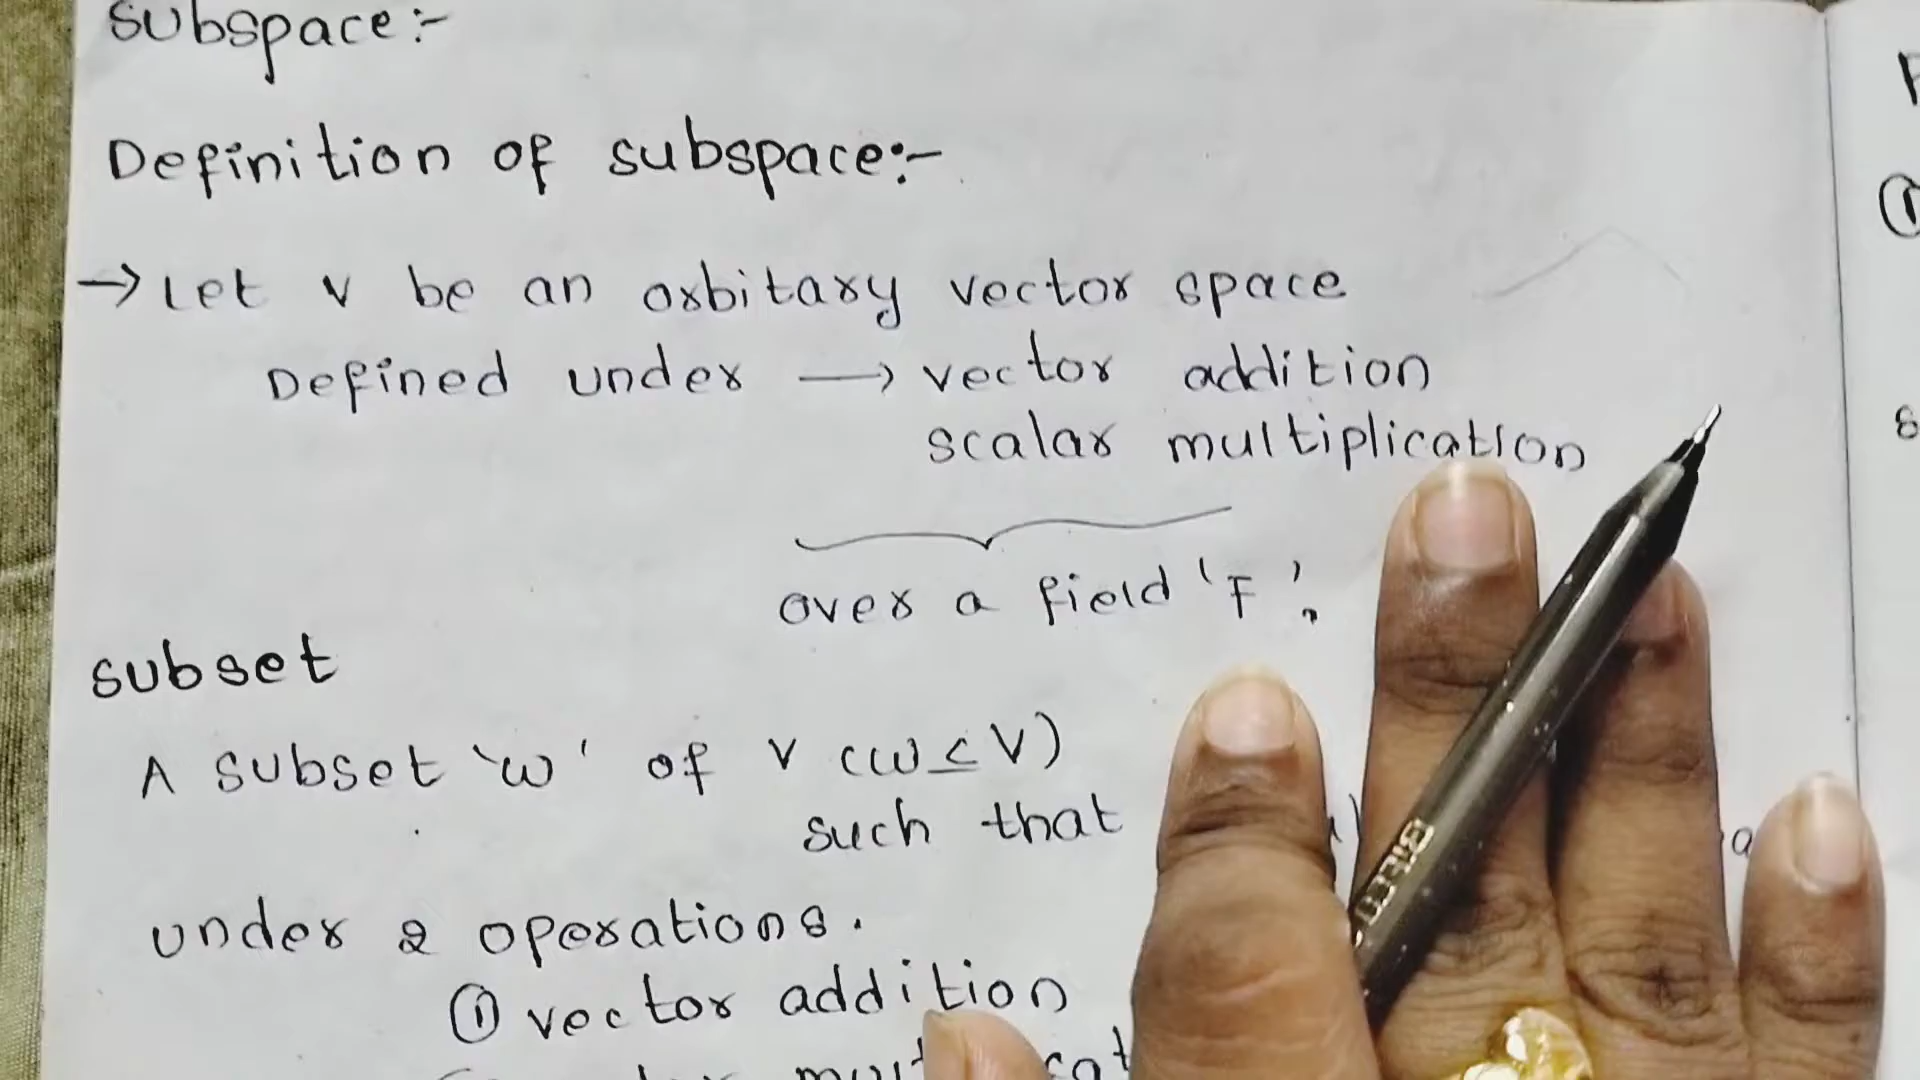 Subspace:-
Definition of subspace:-
→ Let v be an orbitary vector space
Defined under → vector addition
scalar multiplication
over a field 'F'.
subset
A subset 'w' of V (w ⊆ V)
such that
under 2 operations.
① vector addition